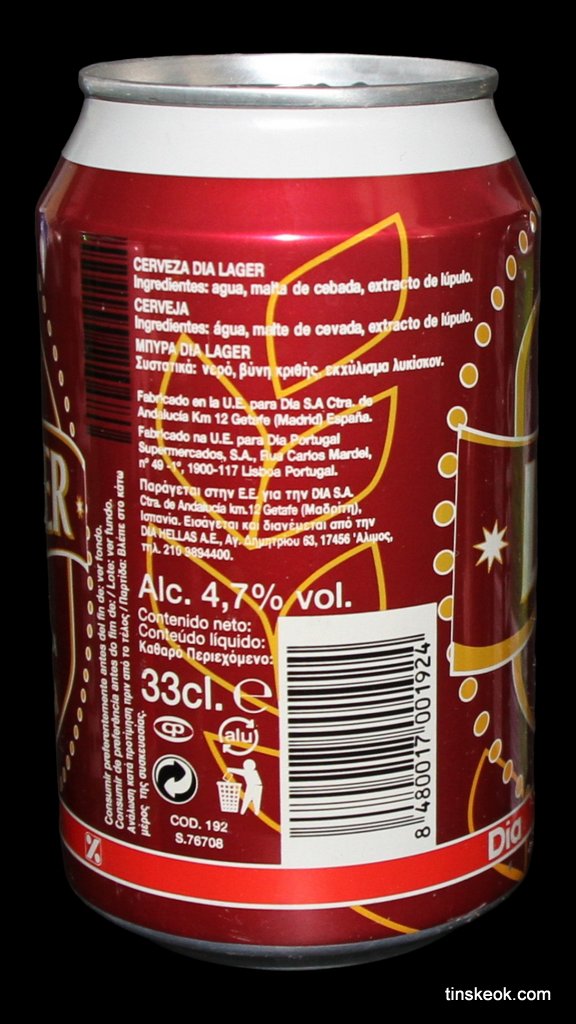 CERVEZA DIA LAGER
Ingredientes: agua, malta de cebada, extracto de lúpulo.
CERVEJA
Ingredientes: água, malte de cevada, extracto de lúpulo.
ΜΠΥΡΑ DIA LAGER
Συστατικά: νερό, βύνη κριθής, εκχύλισμα λυκίσκου.
Fabricado en la U.E. para Dia S.A Ctra. de
Andalucía Km 12 Getafe (Madrid) España.
Fabricado na U.E. para Dia Portugal
Supermercados, S.A., Rua Carlos Mardel,
nº 49 -1º, 1900-117 Lisboa Portugal.
Παράγεται στην Ε.Ε. για την DIA S.A.
Ctra. de Andalucía km.12 Getafe (Μαδρίτη),
Ισπανία. Εισάγεται και διανέμεται από την
DIA HELLAS A.E., Αγ. Δημητρίου 63, 17456 'Αλιμος,
τηλ. 210 9894400.
Alc. 4,7% vol.
Contenido neto:
Conteúdo líquido:
Καθαρό Περιεχόμενο:
33cl. e
alu
COD. 192
S.76708
8 480017 001924
Consumir preferentemente antes del fin de: ver fondo.
Consumir de preferência antes do fim de: / Lote: ver fundo.
Ανάλωση κατά προτίμηση πριν από το τέλος / Παρτίδα: Βλέπε στο κάτω
μέρος της συσκευασίας.
ER
%
Dia
tinskeok.com